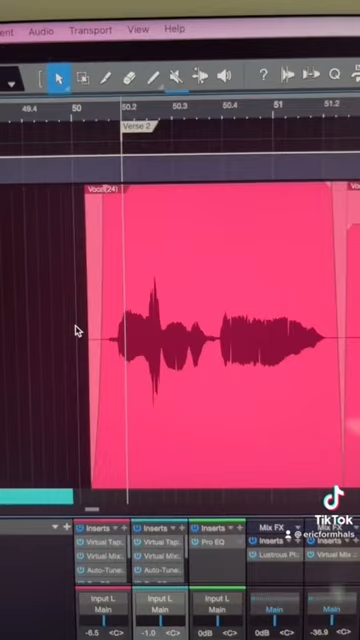 ent Audio Transport View Help
?
49.4 50 50.2 50.3 50.4 51 51.2
Verse 2
Inserts Inserts Inserts Mix FX Mix FX
Virtual Tap.. Virtual Tap.. Pro EQ Inserts Inserts
Virtual Mix.. Virtual Mix.. Lustrous Pl.. Virtual Mix
Auto-Tune.. Auto-Tune..
TikTok
@ericformhals
Input L Input L Input L
Main Main Main Main Main
-6.5 <C> -1.0 <C> 0dB <C> 0dB <C> -36.9 <C>